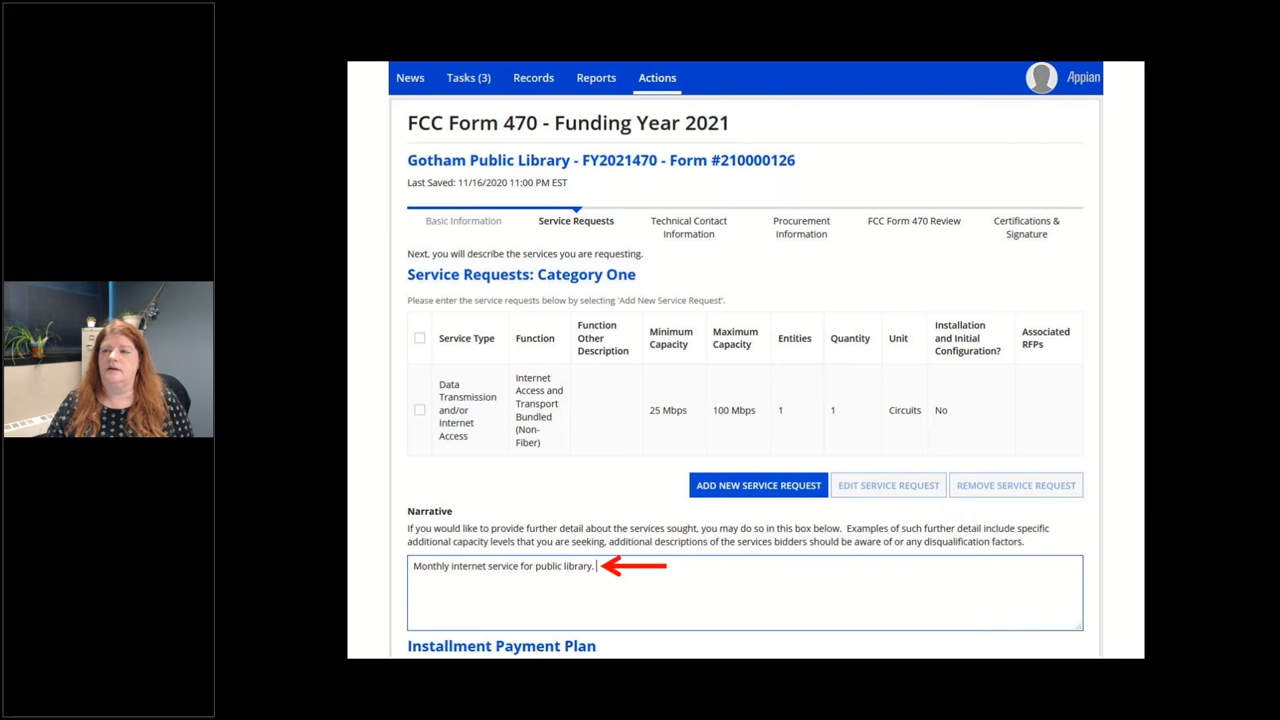 News Tasks (3) Records Reports Actions Appian
FCC Form 470 - Funding Year 2021
Gotham Public Library - FY2021470 - Form #210000126
Last Saved: 11/16/2020 11:00 PM EST
Basic Information
Service Requests
Technical Contact
Information
Procurement
Information
FCC Form 470 Review
Certifications &
Signature
Next, you will describe the services you are requesting.
Service Requests: Category One
Please enter the service requests below by selecting 'Add New Service Request'.
Service Type
Function
Function
Other
Description
Minimum
Capacity
Maximum
Capacity
Entities
Quantity
Unit
Installation
and Initial
Configuration?
Associated
RFPs
Data
Transmission
and/or
Internet
Access
Internet
Access and
Transport
Bundled
(Non-
Fiber)
25 Mbps
100 Mbps
1
1
Circuits
No
ADD NEW SERVICE REQUEST EDIT SERVICE REQUEST REMOVE SERVICE REQUEST
Narrative
If you would like to provide further detail about the services sought, you may do so in this box below. Examples of such further detail include specific
additional capacity levels that you are seeking, additional descriptions of the services bidders should be aware of or any disqualification factors.
Monthly internet service for public library.
Installment Payment Plan